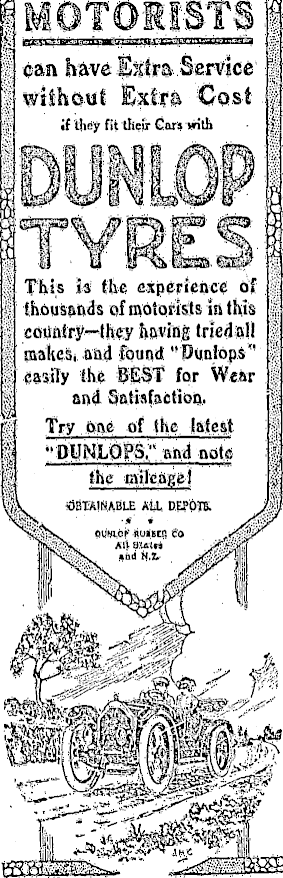 MOTORISTS
can have Extra Service
without Extra Cost
if they fit their Cars with
DUNLOP
TYRES
This is the experience of
thousands of motorists in this
country—they having tried all
makes, and found "Dunlops"
easily the BEST for Wear
and Satisfaction.
Try one of the latest
"DUNLOPS," and note
the mileage!
OBTAINABLE ALL DEPÔTS.
DUNLOP RUBBER CO
All States
and N.Z.